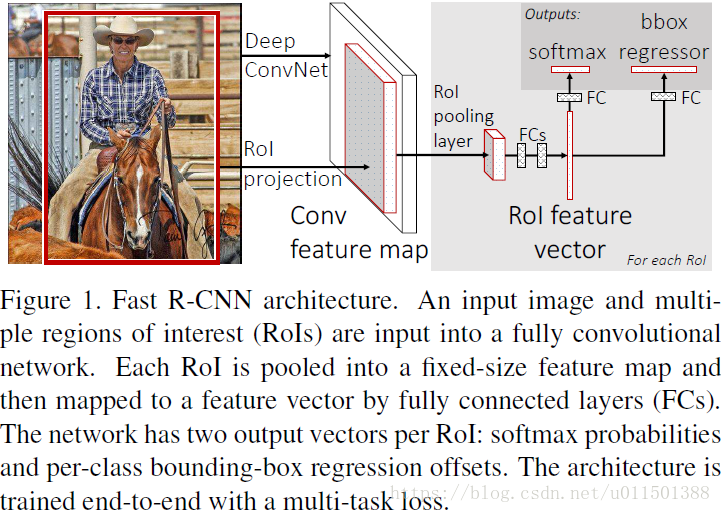 Outputs:
bbox
softmax regressor
Deep
ConvNet
FC FC
RoI
pooling
layer
FCs
RoI
projection
Conv
feature map
RoI feature
vector
For each RoI
Figure 1. Fast R-CNN architecture. An input image and multi-
ple regions of interest (RoIs) are input into a fully convolutional
network. Each RoI is pooled into a fixed-size feature map and
then mapped to a feature vector by fully connected layers (FCs).
The network has two output vectors per RoI: softmax probabilities
and per-class bounding-box regression offsets. The architecture is
trained end-to-end with a multi-task loss.
https://blog.csdn.net/u011501388